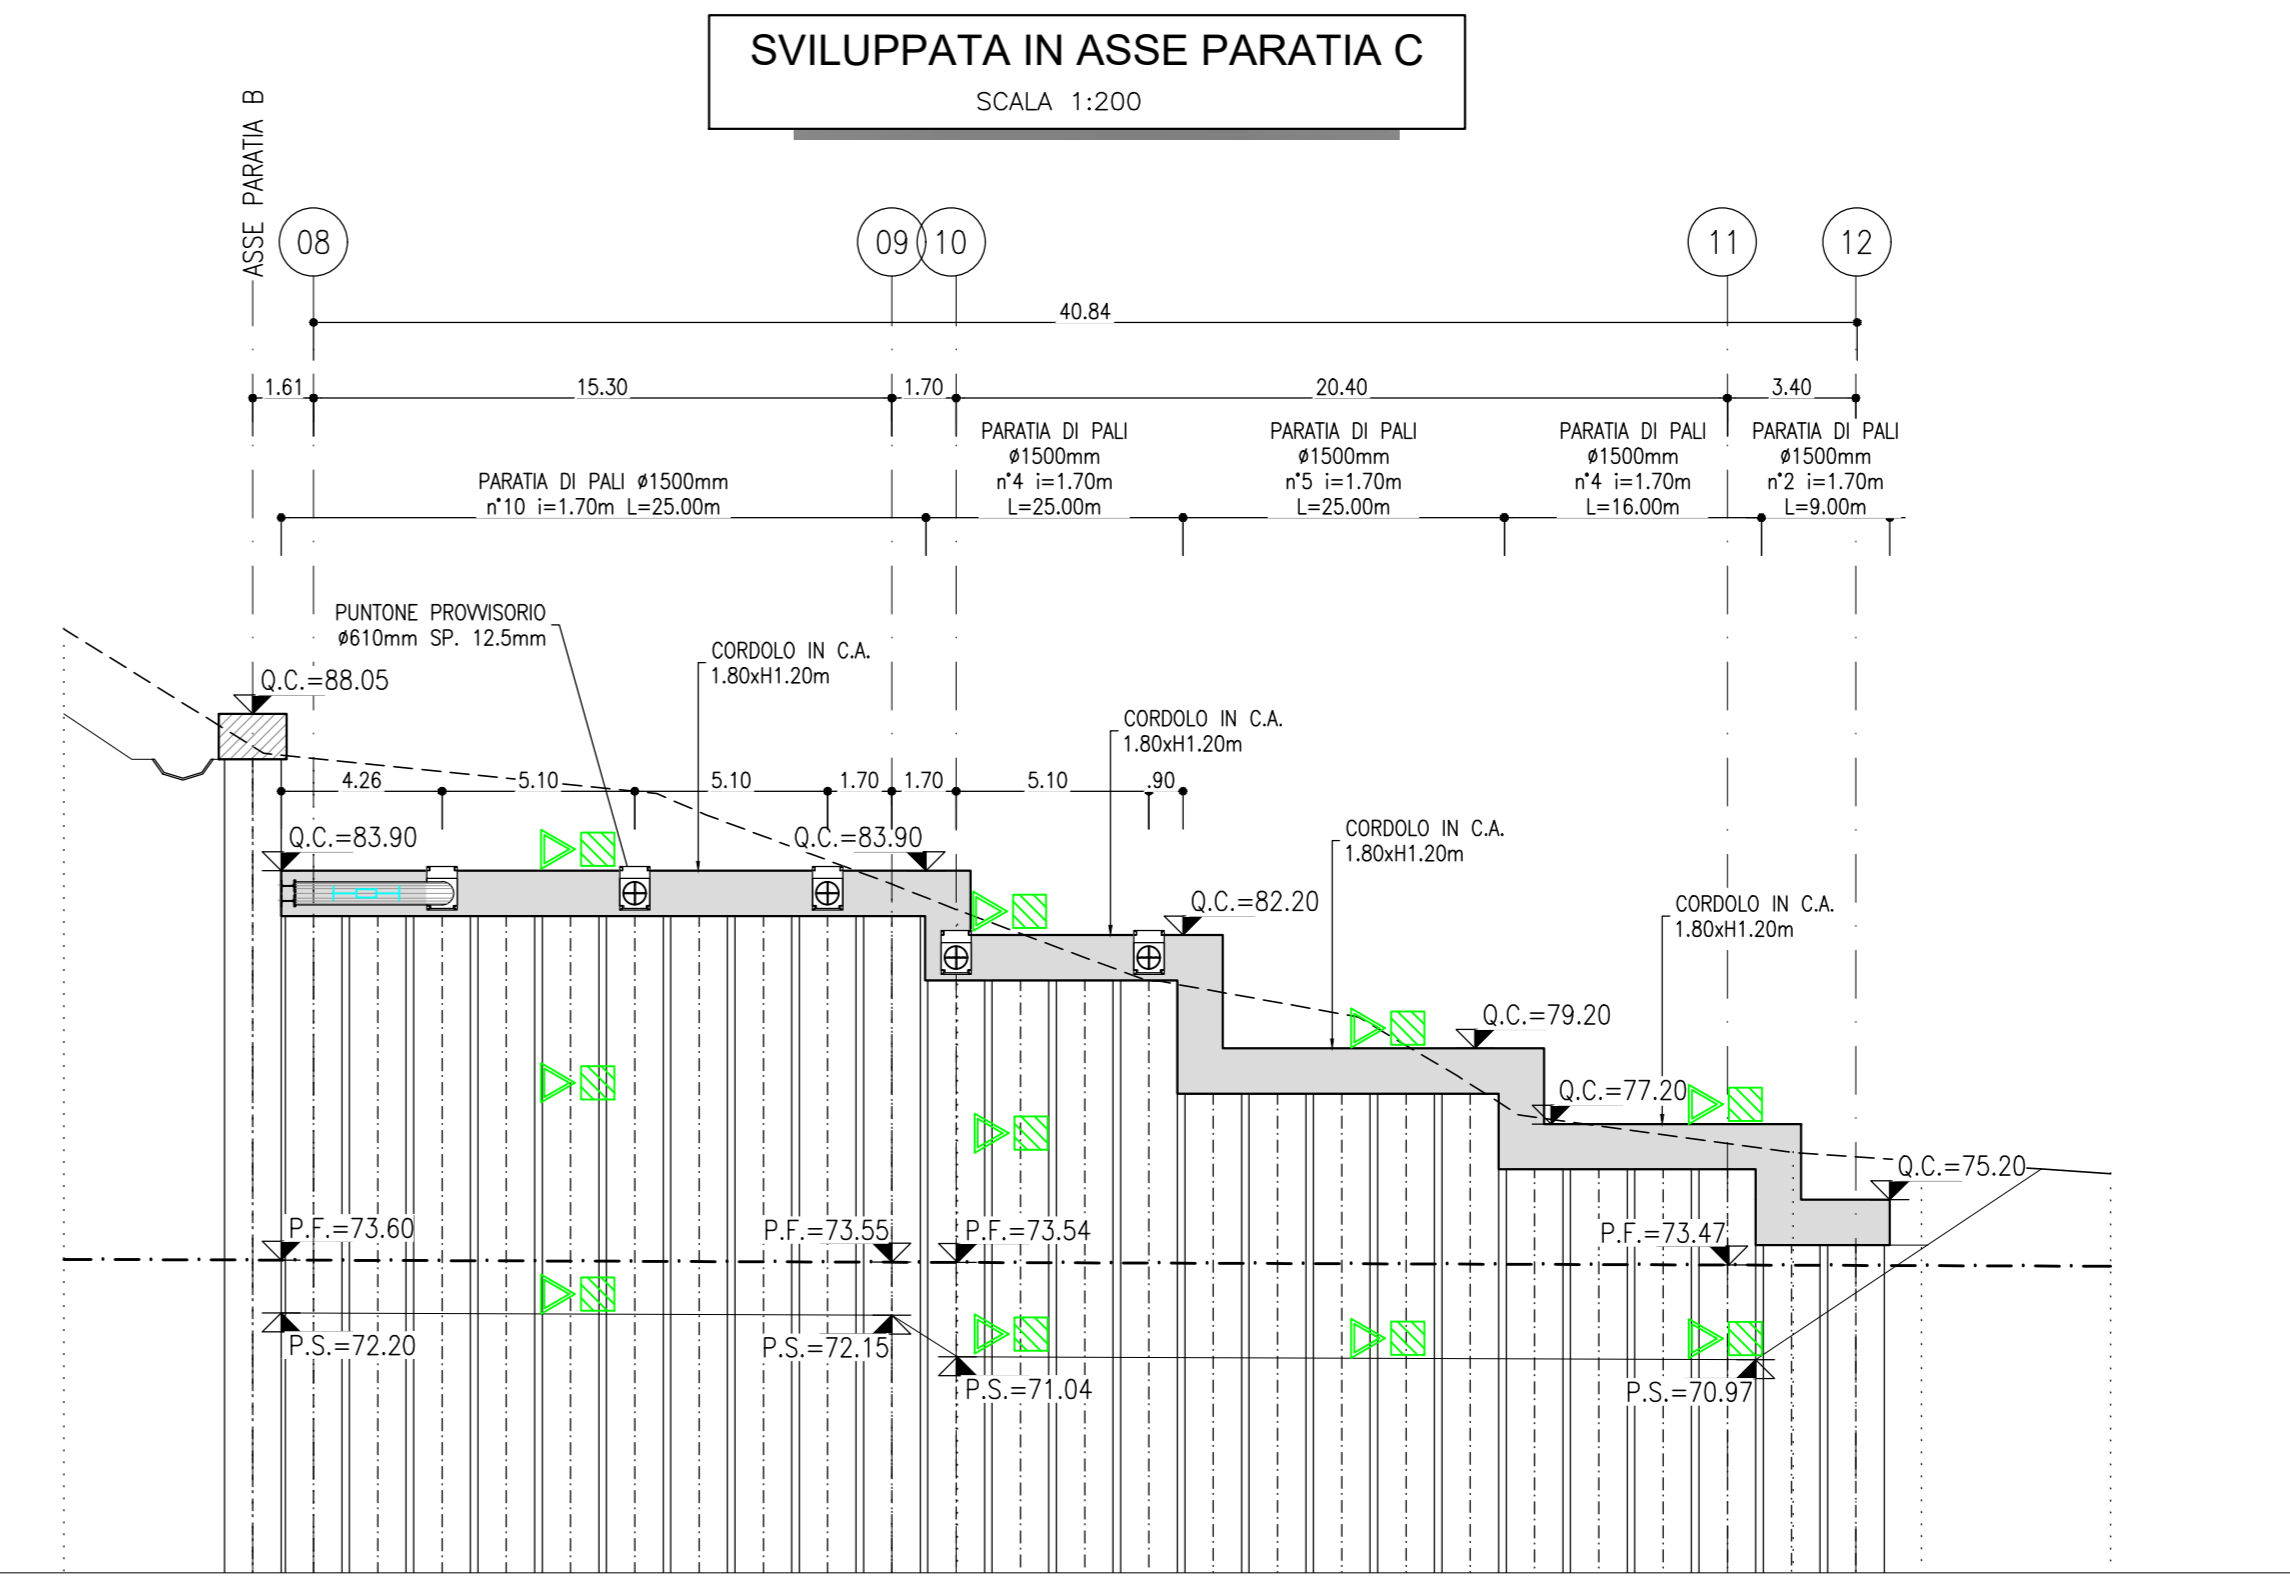 SVILUPPATA IN ASSE PARATIA C
SCALA 1:200
ASSE PARATIA B
08
09
10
11
12
40.84
1.61
15.30
1.70
20.40
3.40
PARATIA DI PALI ø1500mm
n°10 i=1.70m L=25.00m
PARATIA DI PALI
ø1500mm
n°4 i=1.70m
L=25.00m
PARATIA DI PALI
ø1500mm
n°5 i=1.70m
L=25.00m
PARATIA DI PALI
ø1500mm
n°4 i=1.70m
L=16.00m
PARATIA DI PALI
ø1500mm
n°2 i=1.70m
L=9.00m
PUNTONE PROVVISORIO
ø610mm SP. 12.5mm
CORDOLO IN C.A.
1.80xH1.20m
CORDOLO IN C.A.
1.80xH1.20m
CORDOLO IN C.A.
1.80xH1.20m
CORDOLO IN C.A.
1.80xH1.20m
Q.C.=88.05
4.26
5.10
5.10
1.70
1.70
5.10
.90
Q.C.=83.90
Q.C.=83.90
Q.C.=82.20
Q.C.=79.20
Q.C.=77.20
Q.C.=75.20
P.F.=73.60
P.F.=73.55
P.F.=73.54
P.F.=73.47
P.S.=72.20
P.S.=72.15
P.S.=71.04
P.S.=70.97